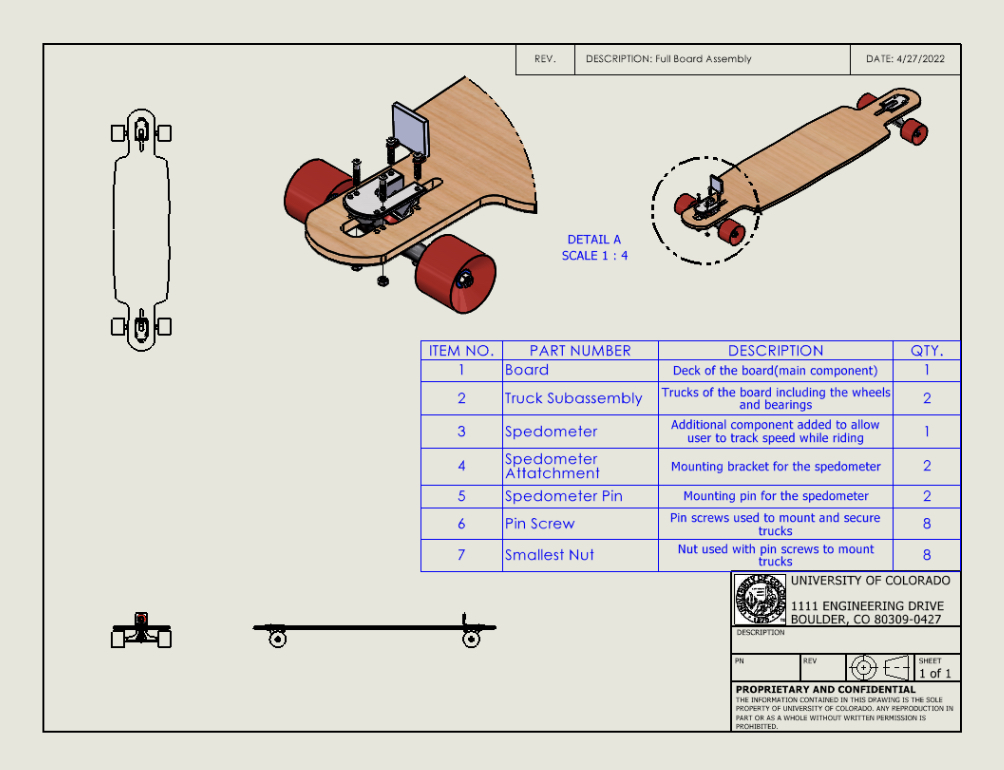 REV. DESCRIPTION: Full Board Assembly DATE: 4/27/2022
DETAIL A
SCALE 1 : 4
ITEM NO. PART NUMBER DESCRIPTION QTY.
1 Board Deck of the board(main component) 1
2 Truck Subassembly Trucks of the board including the wheels and bearings 2
3 Spedometer Additional component added to allow user to track speed while riding 1
4 Spedometer Attatchment Mounting bracket for the spedometer 2
5 Spedometer Pin Mounting pin for the spedometer 2
6 Pin Screw Pin screws used to mount and secure trucks 8
7 Smallest Nut Nut used with pin screws to mount trucks 8
UNIVERSITY OF COLORADO
1111 ENGINEERING DRIVE
BOULDER, CO 80309-0427
DESCRIPTION
PN REV SHEET
1 of 1
PROPRIETARY AND CONFIDENTIAL
THE INFORMATION CONTAINED IN THIS DRAWING IS THE SOLE
PROPERTY OF UNIVERSITY OF COLORADO. ANY REPRODUCTION IN
PART OR AS A WHOLE WITHOUT WRITTEN PERMISSION IS
PROHIBITED.